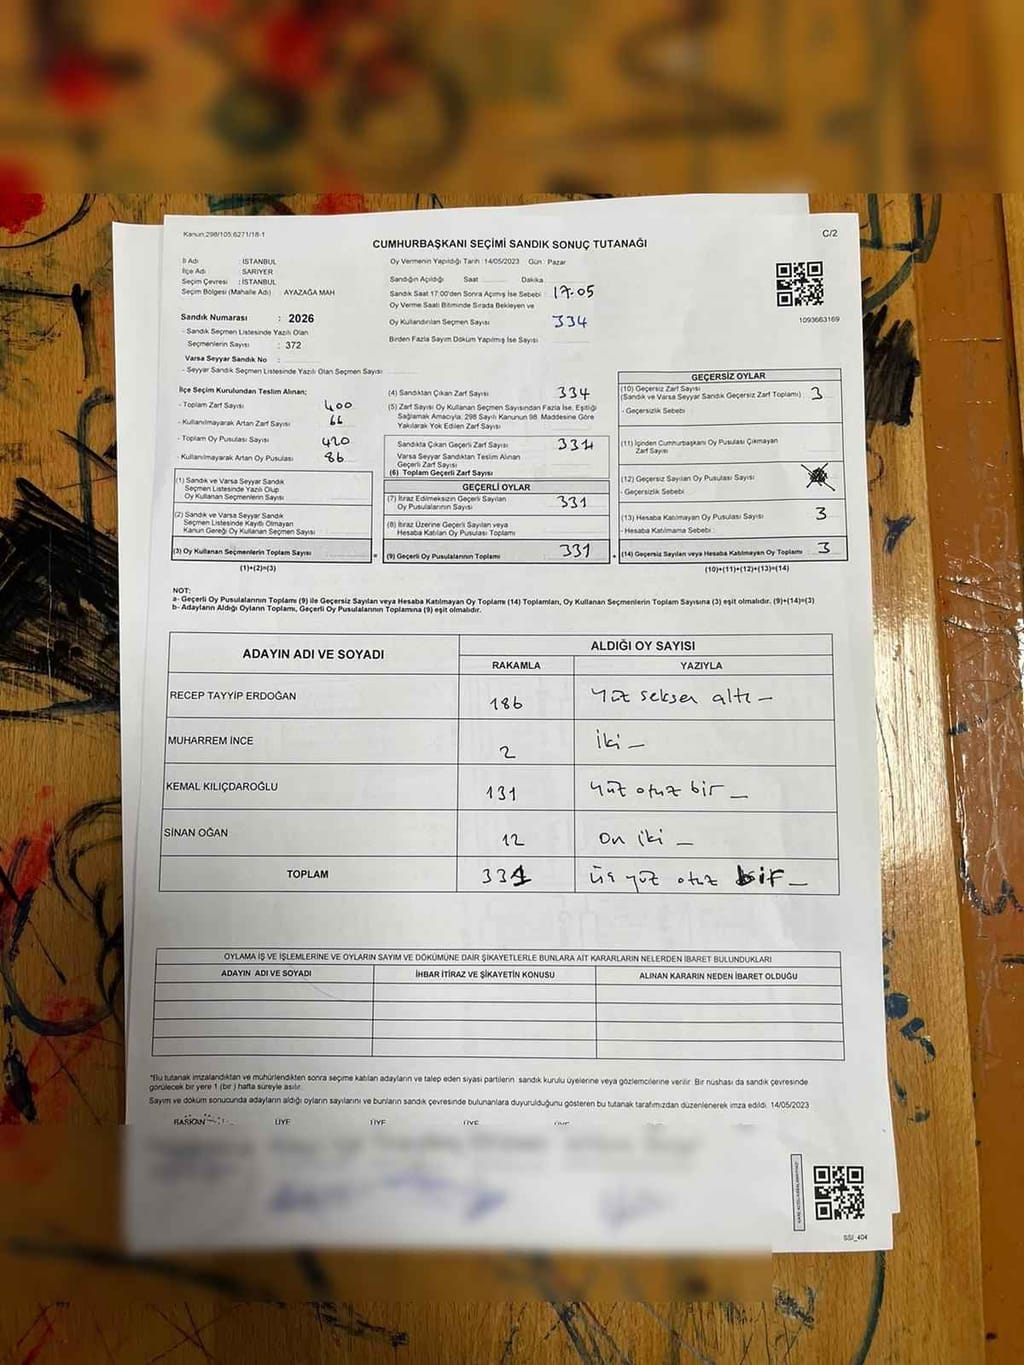 Kanun:298/105.6271/18-1
C/2
CUMHURBAŞKANI SEÇİMİ SANDIK SONUÇ TUTANAĞI
İl Adı : İSTANBUL
İlçe Adı : SARIYER
Seçim Çevresi : İSTANBUL
Seçim Bölgesi (Mahalle Adı) : AYAZAĞA MAH
Oy Vermenin Yapıldığı Tarih :14/05/2023 Gün : Pazar
Sandığın Açıldığı Saat Dakika
Sandık Saat 17:00'den Sonra Açılmış İse Sebebi : 17.05
Oy Verme Saati Bitiminde Sırada Bekleyen ve
Oy Kullandırılan Seçmen Sayısı 334
Birden Fazla Sayım Döküm Yapılmış İse Sayısı
1093663169
Sandık Numarası : 2026
- Sandık Seçmen Listesinde Yazılı Olan
Seçmenlerin Sayısı : 372
Varsa Seyyar Sandık No :
- Seyyar Sandık Seçmen Listesinde Yazılı Olan Seçmen Sayısı :
İlçe Seçim Kurulundan Teslim Alınan;
- Toplam Zarf Sayısı 400
- Kullanılmayarak Artan Zarf Sayısı 66
- Toplam Oy Pusulası Sayısı 420
- Kullanılmayarak Artan Oy Pusulası 86
(1) Sandık ve Varsa Seyyar Sandık
Seçmen Listesinde Yazılı Olup
Oy Kullanan Seçmenlerin Sayısı
(2) Sandık ve Varsa Seyyar Sandık
Seçmen Listesinde Kayıtlı Olmayan
Kanun Gereği Oy Kullanan Seçmen Sayısı
(3) Oy Kullanan Seçmenlerin Toplam Sayısı
(1)+(2)=(3)
(4) Sandıktan Çıkan Zarf Sayısı 334
(5) Zarf Sayısı Oy Kullanan Seçmen Sayısından Fazla İse, Eşitliği
Sağlamak Amacıyla; 298 Sayılı Kanunun 98. Maddesine Göre
Yakılarak Yok Edilen Zarf Sayısı
Sandıkta Çıkan Geçerli Zarf Sayısı 331
Varsa Seyyar Sandıktan Teslim Alınan
Geçerli Zarf Sayısı
(6) Toplam Geçerli Zarf Sayısı
GEÇERLİ OYLAR
(7) İtiraz Edilmeksizin Geçerli Sayılan
Oy Pusulalarının Sayısı 331
(8) İtiraz Üzerine Geçerli Sayılan veya
Hesaba Katılan Oy Pusulası Toplamı
= (9) Geçerli Oy Pusulalarının Toplamı 331
GEÇERSİZ OYLAR
(10) Geçersiz Zarf Sayısı
(Sandık ve Varsa Seyyar Sandık Geçersiz Zarf Toplamı) 3
- Geçersizlik Sebebi :
(11) İçinden Cumhurbaşkanı Oy Pusulası Çıkmayan
Zarf Sayısı
(12) Geçersiz Sayılan Oy Pusulası Sayısı
- Geçersizlik Sebebi :
(13) Hesaba Katılmayan Oy Pusulası Sayısı 3
- Hesaba Katılmama Sebebi :
+ (14) Geçersiz Sayılan veya Hesaba Katılmayan Oy Toplamı 3
(10)+(11)+(12)+(13)=(14)
NOT:
a- Geçerli Oy Pusulalarının Toplamı (9) ile Geçersiz Sayılan veya Hesaba Katılmayan Oy Toplamı (14) Toplamları, Oy Kullanan Seçmenlerin Toplam Sayısına (3) eşit olmalıdır. (9)+(14)=(3)
b- Adayların Aldığı Oyların Toplamı, Geçerli Oy Pusulalarının Toplamına (9) eşit olmalıdır.
ADAYIN ADI VE SOYADI
ALDIĞI OY SAYISI
RAKAMLA YAZIYLA
RECEP TAYYİP ERDOĞAN 186 Yüz seksen altı —
MUHARREM İNCE 2 iki —
KEMAL KILIÇDAROĞLU 131 Yüz otuz bir —
SİNAN OĞAN 12 On iki —
TOPLAM 331 üç yüz otuz bir —
OYLAMA İŞ VE İŞLEMLERİNE VE OYLARIN SAYIM VE DÖKÜMÜNE DAİR ŞİKAYETLERLE BUNLARA AİT KARARLARIN NELERDEN İBARET BULUNDUKLARI
ADAYIN ADI VE SOYADI İHBAR İTİRAZ VE ŞİKAYETİN KONUSU ALINAN KARARIN NEDEN İBARET OLDUĞU
"Bu tutanak imzalandıktan ve mühürlendikten sonra seçime katılan adayların ve talep eden siyasi partilerin sandık kurulu üyelerine veya gözlemcilerine verilir. Bir nüshası da sandık çevresinde
görülecek bir yere 1 (bir ) hafta süreyle asılır.
Sayım ve döküm sonucunda adayların aldığı oyların sayılarını ve bunların sandık çevresinde bulunanlara duyurulduğunu gösteren bu tutanak tarafımızdan düzenlenerek imza edildi. 14/05/2023
BAŞKAN ÜYE ÜYE ÜYE ÜYE
SSI_404